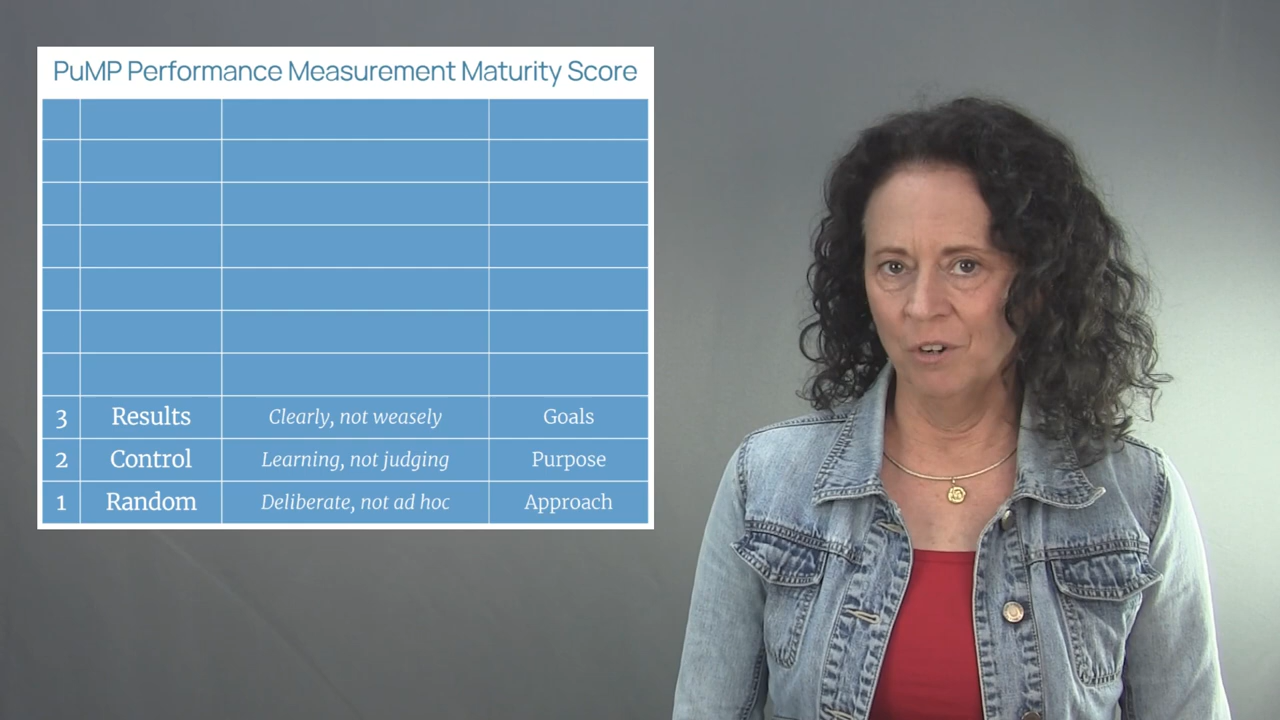 PuMP Performance Measurement Maturity Score
3 Results Clearly, not weasely Goals
2 Control Learning, not judging Purpose
1 Random Deliberate, not ad hoc Approach